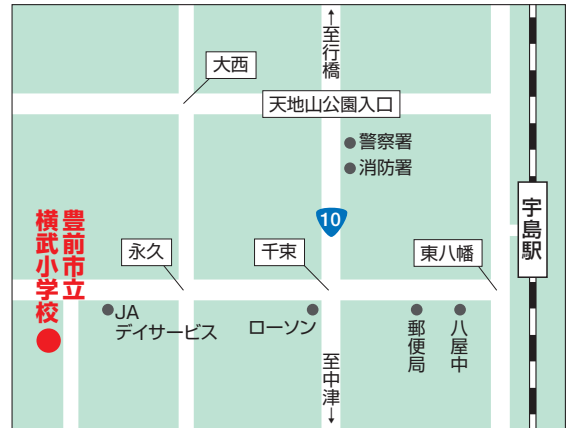 ↑
至行橋
大西
天地山公園入口
警察署
消防署
10
宇島駅
豊前市立
横武小学校
永久
千束
東八幡
JA
デイサービス
ローソン
郵便局
八屋中
至中津
↓